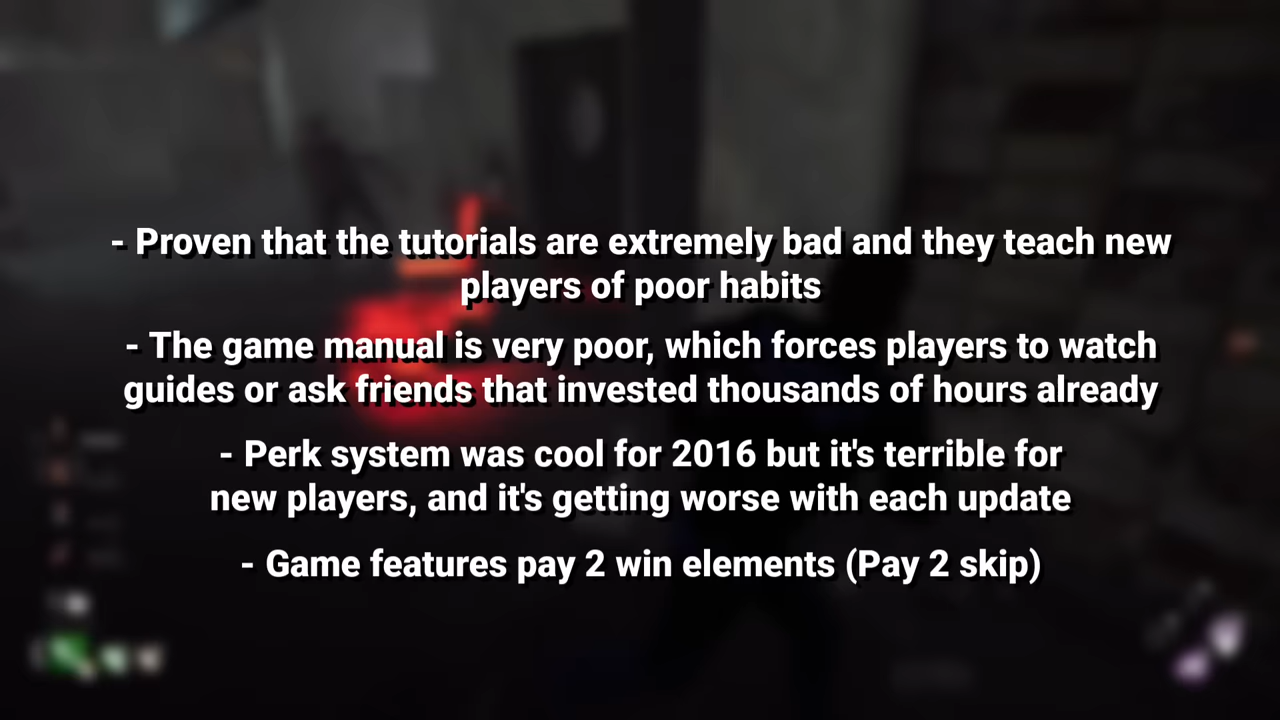 - Proven that the tutorials are extremely bad and they teach new
players of poor habits
- The game manual is very poor, which forces players to watch
guides or ask friends that invested thousands of hours already
- Perk system was cool for 2016 but it's terrible for
new players, and it's getting worse with each update
- Game features pay 2 win elements (Pay 2 skip)